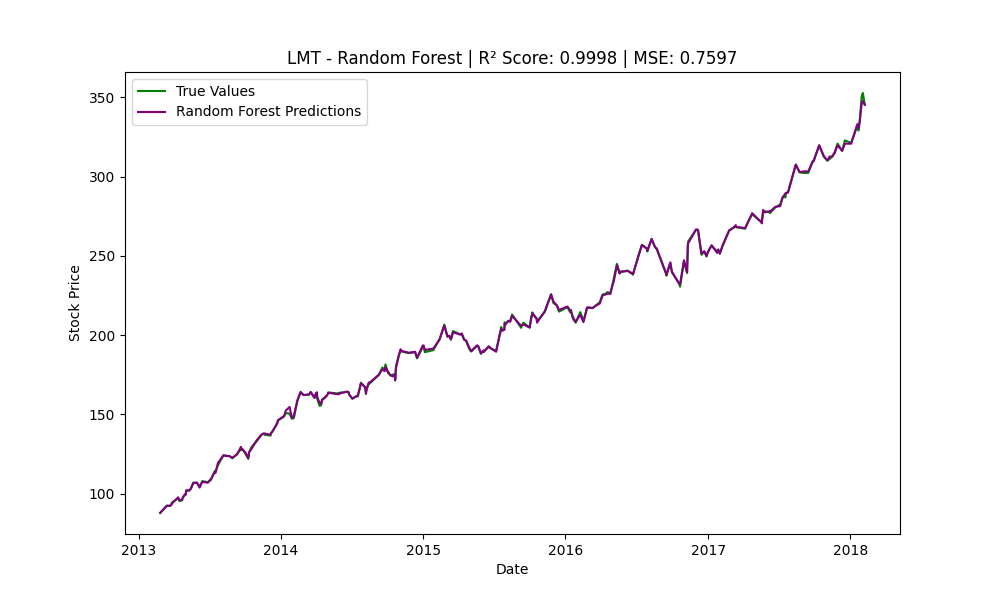 LMT - Random Forest | R² Score: 0.9998 | MSE: 0.7597
True Values
Random Forest Predictions
350
300
250
200
150
100
Stock Price
2013 2014 2015 2016 2017 2018
Date